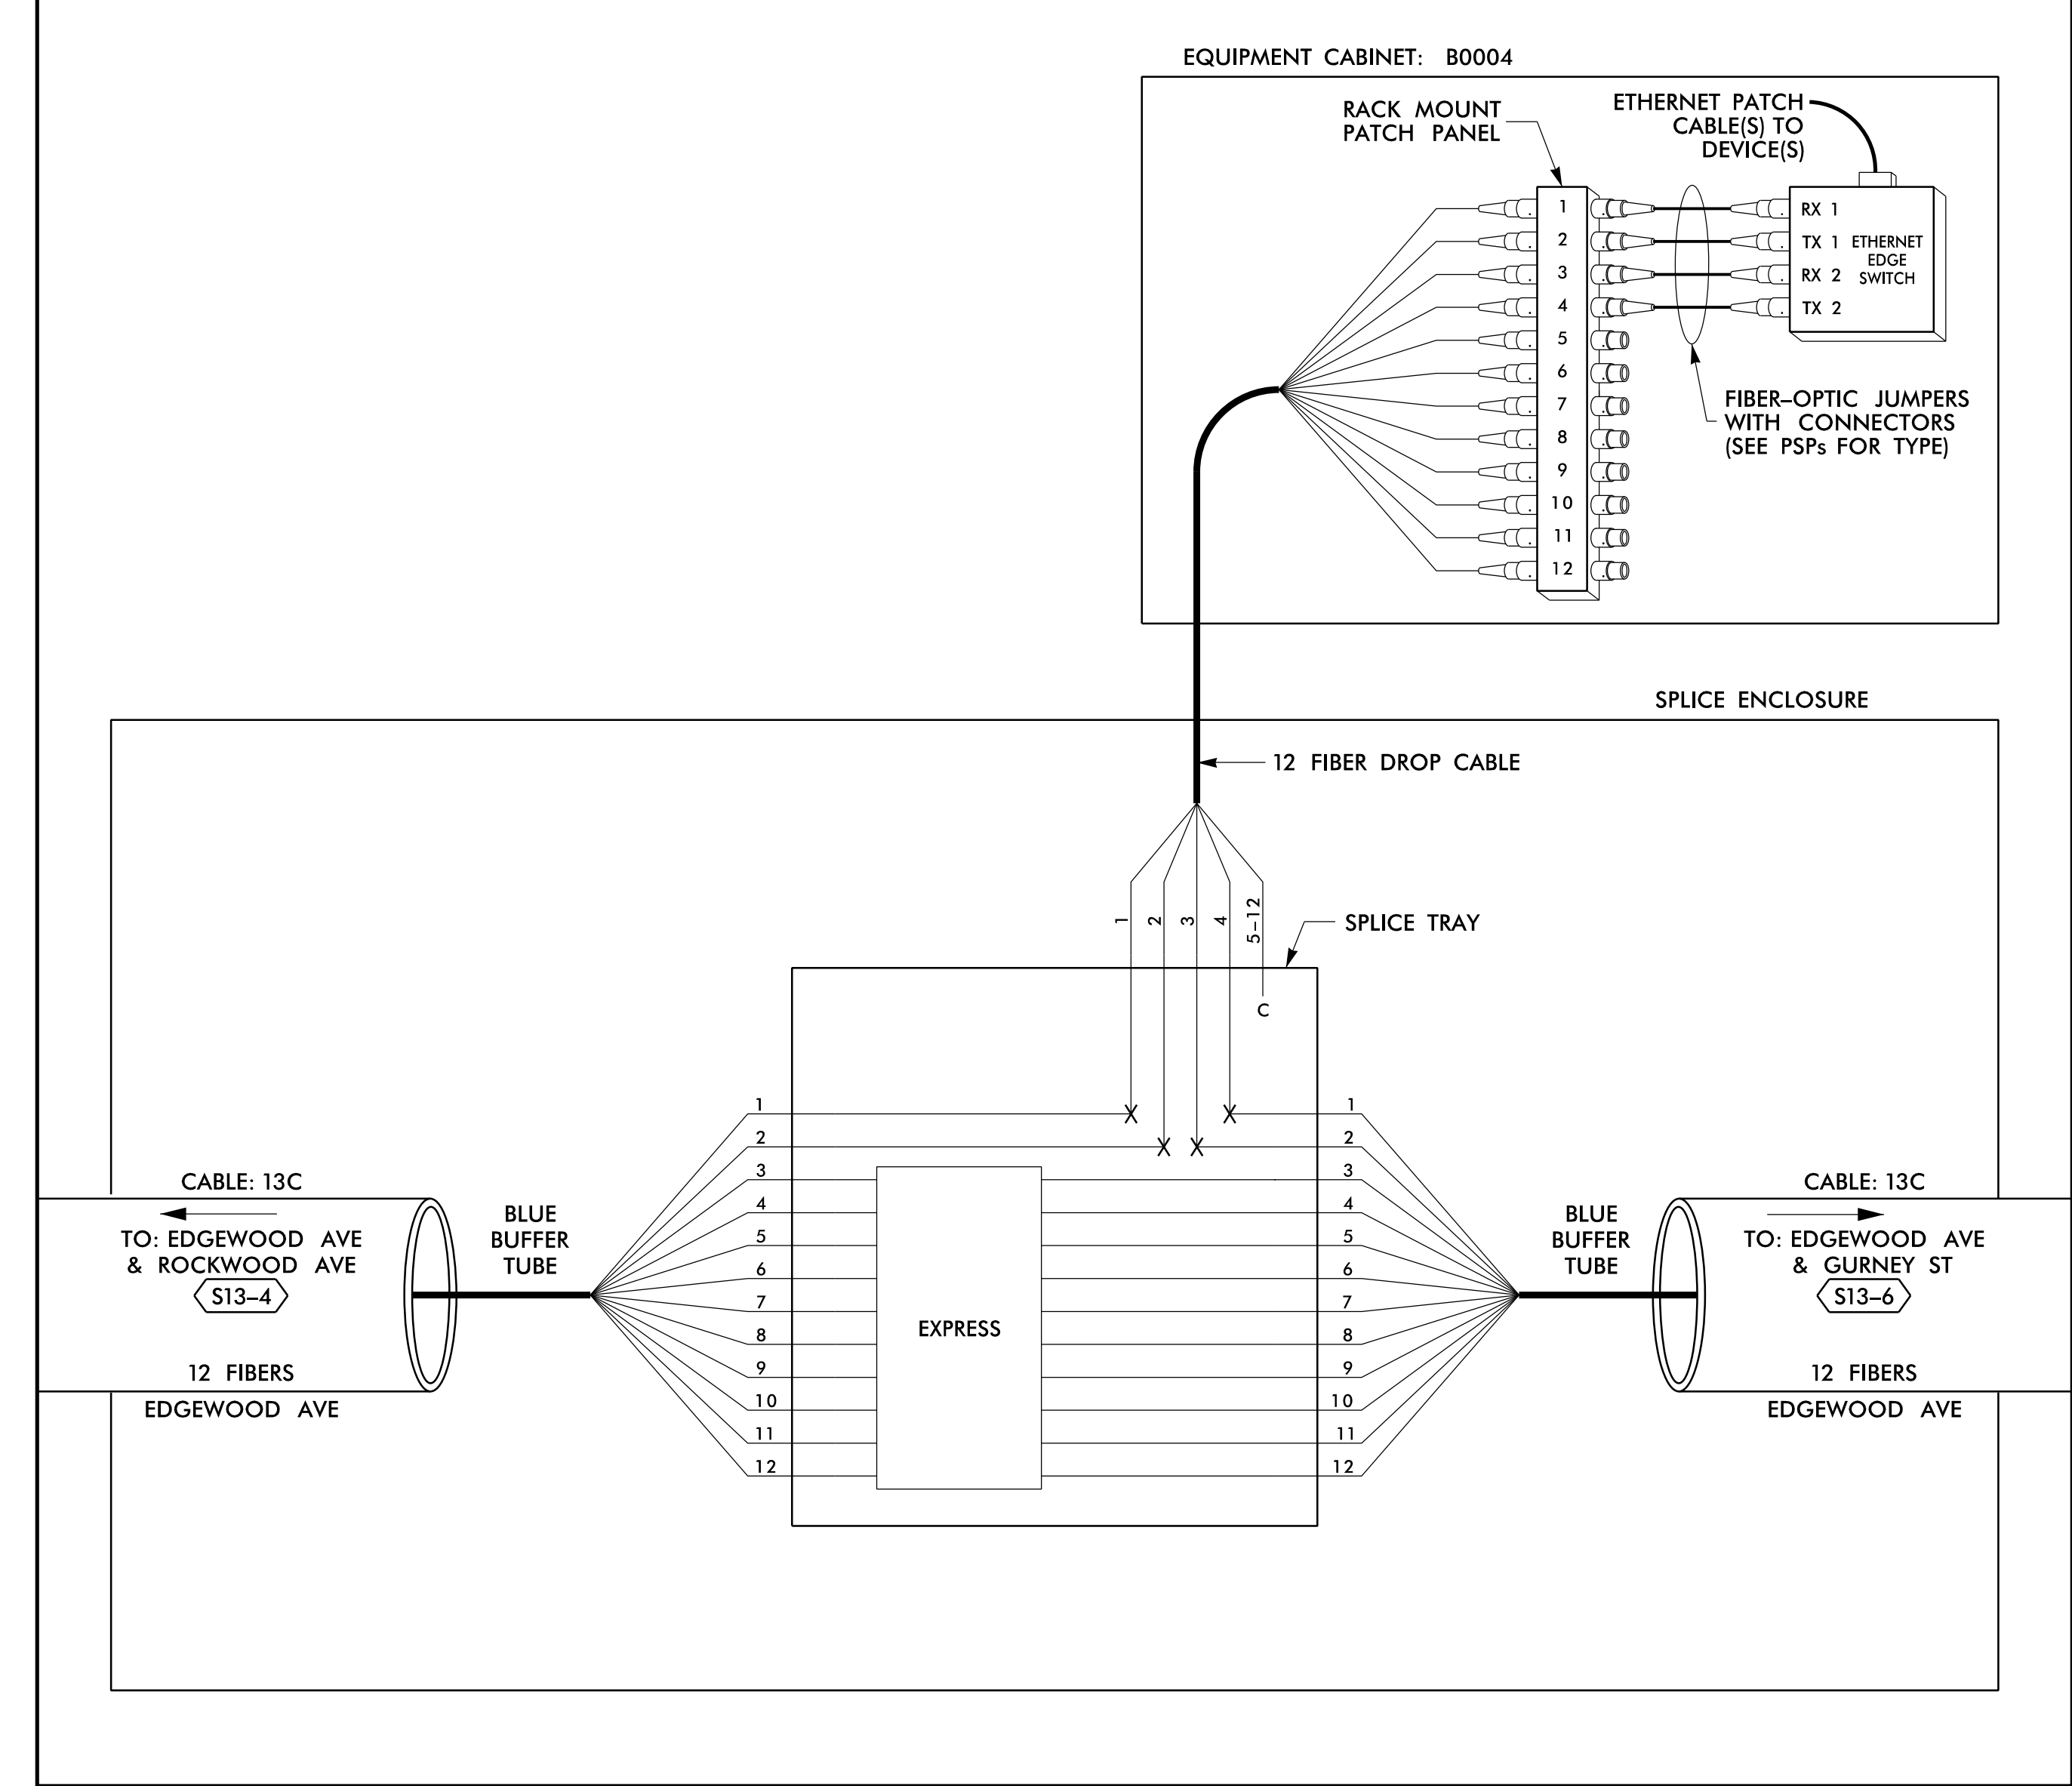 EQUIPMENT CABINET: B0004
RACK MOUNT
PATCH PANEL
ETHERNET PATCH
CABLE(S) TO
DEVICE(S)
1
2
3
4
5
6
7
8
9
10
11
12
RX 1
TX 1
RX 2
TX 2
ETHERNET
EDGE
SWITCH
FIBER–OPTIC JUMPERS
WITH CONNECTORS
(SEE PSPs FOR TYPE)
SPLICE ENCLOSURE
12 FIBER DROP CABLE
1
2
3
4
5–12
SPLICE TRAY
C
CABLE: 13C
TO: EDGEWOOD AVE
& ROCKWOOD AVE
S13–4
12 FIBERS
EDGEWOOD AVE
BLUE
BUFFER
TUBE
1
2
3
4
5
6
7
8
9
10
11
12
EXPRESS
1
2
3
4
5
6
7
8
9
10
11
12
BLUE
BUFFER
TUBE
CABLE: 13C
TO: EDGEWOOD AVE
& GURNEY ST
S13–6
12 FIBERS
EDGEWOOD AVE